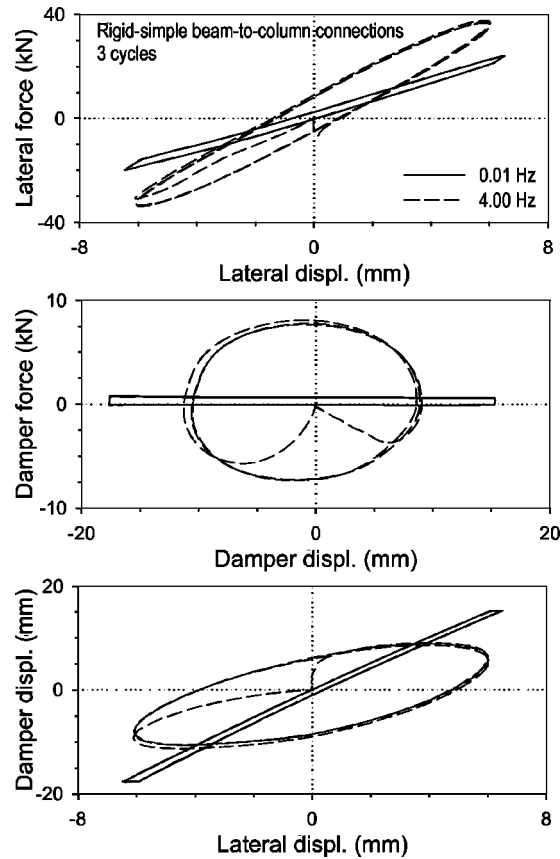 Rigid-simple beam-to-column connections
3 cycles
Lateral force (kN)
40
0
-40
0.01 Hz
4.00 Hz
-8
0
8
Lateral displ. (mm)
Damper force (kN)
10
0
-10
-20
0
20
Damper displ. (mm)
Damper displ. (mm)
20
0
-20
-8
0
8
Lateral displ. (mm)